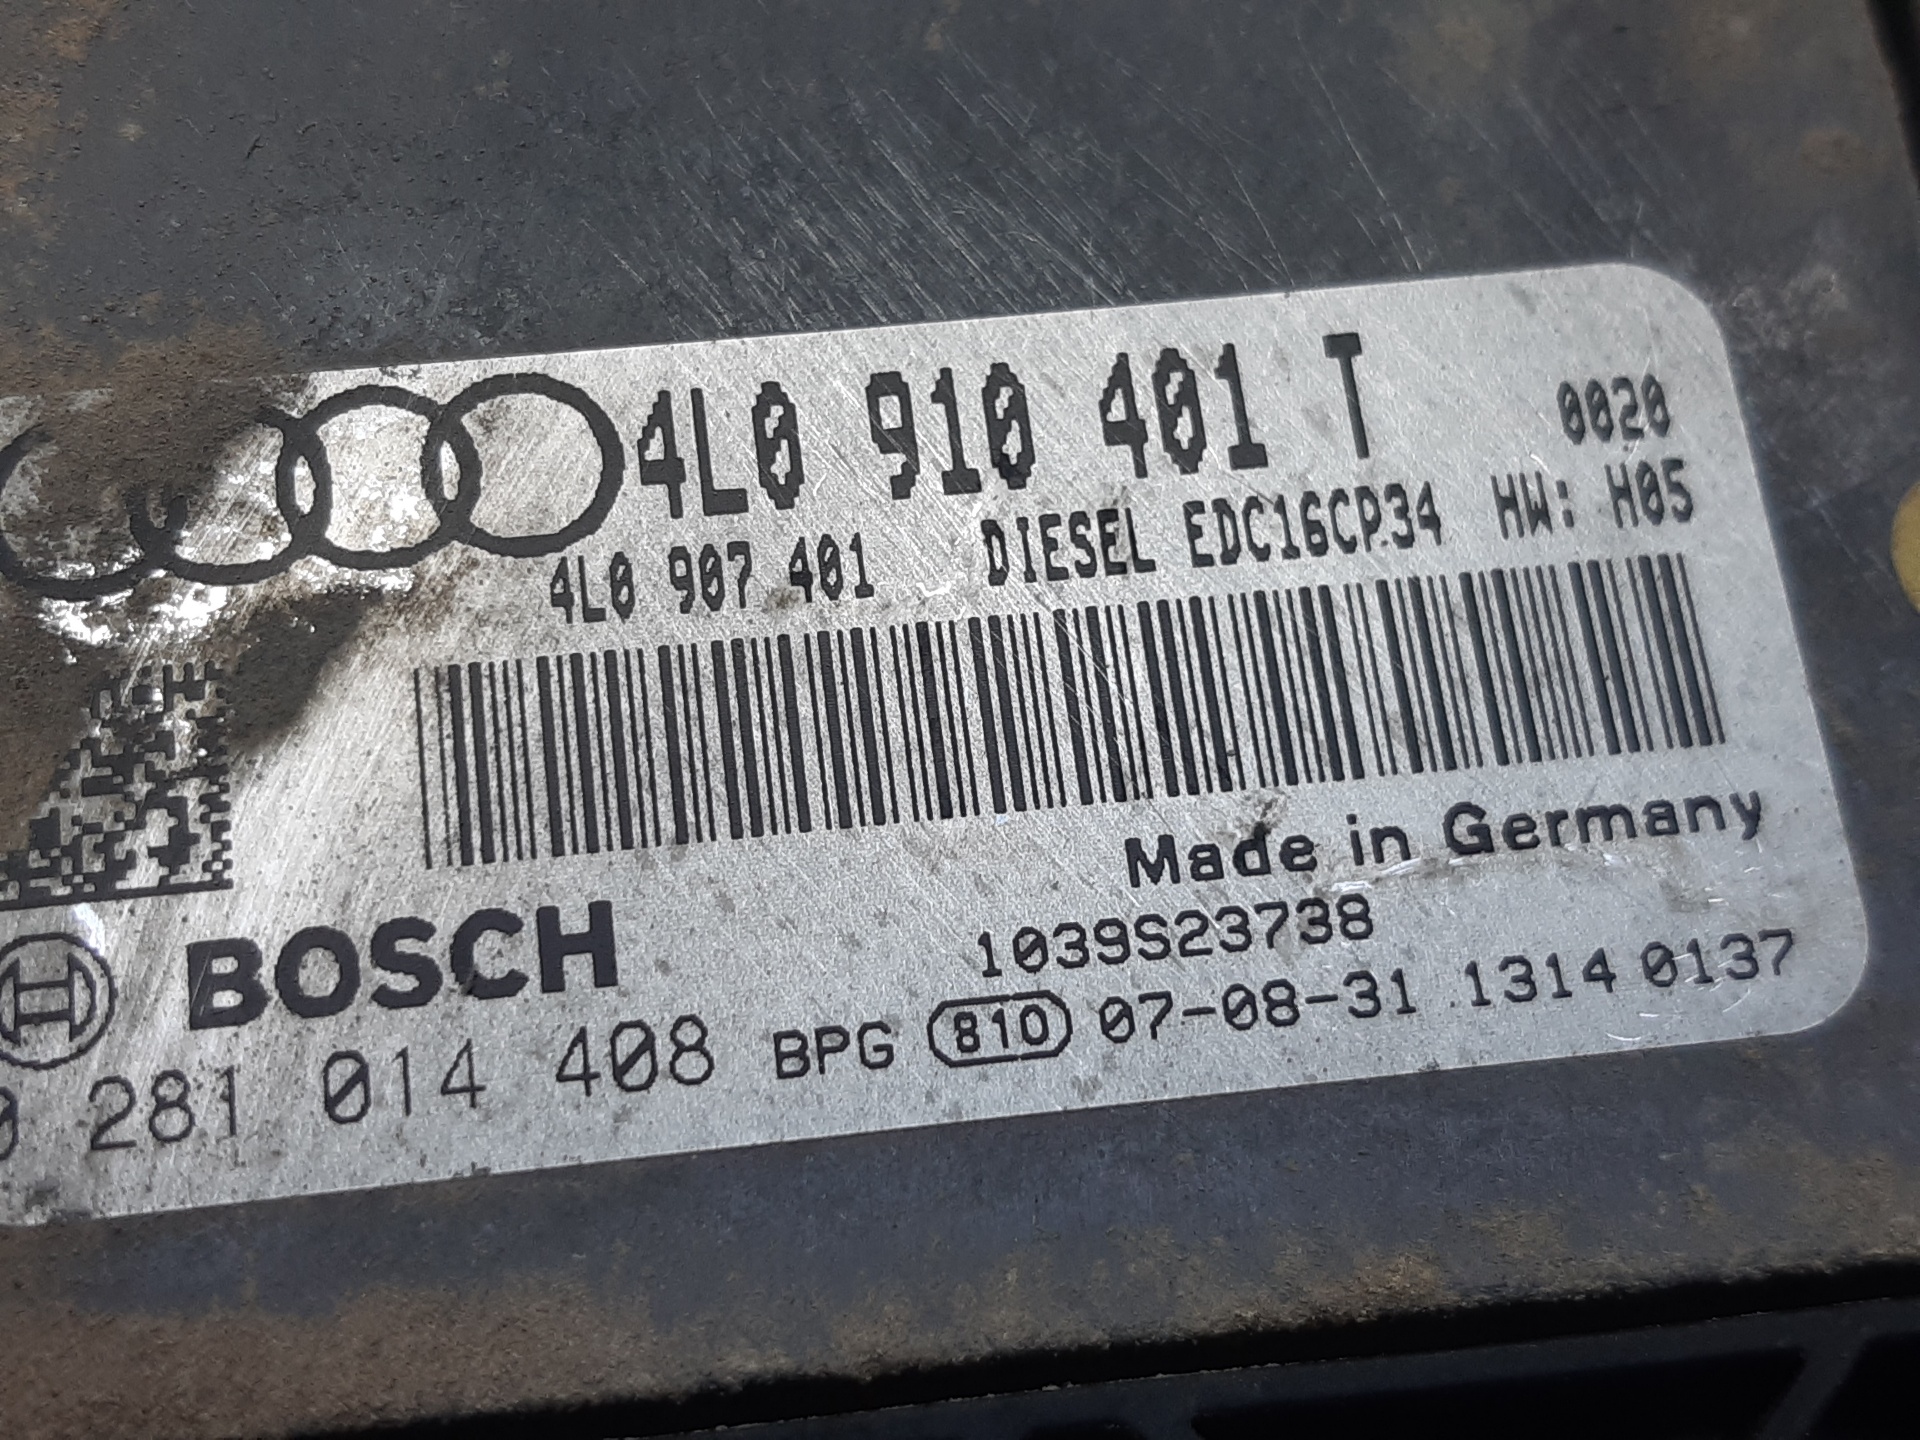 4L0 910 401 T 0020
4L0 907 401 DIESEL EDC16CP34 HW: H05
Made in Germany
BOSCH 1039S23738
0 281 014 408 BPG 810 07-08-31 1314 0137